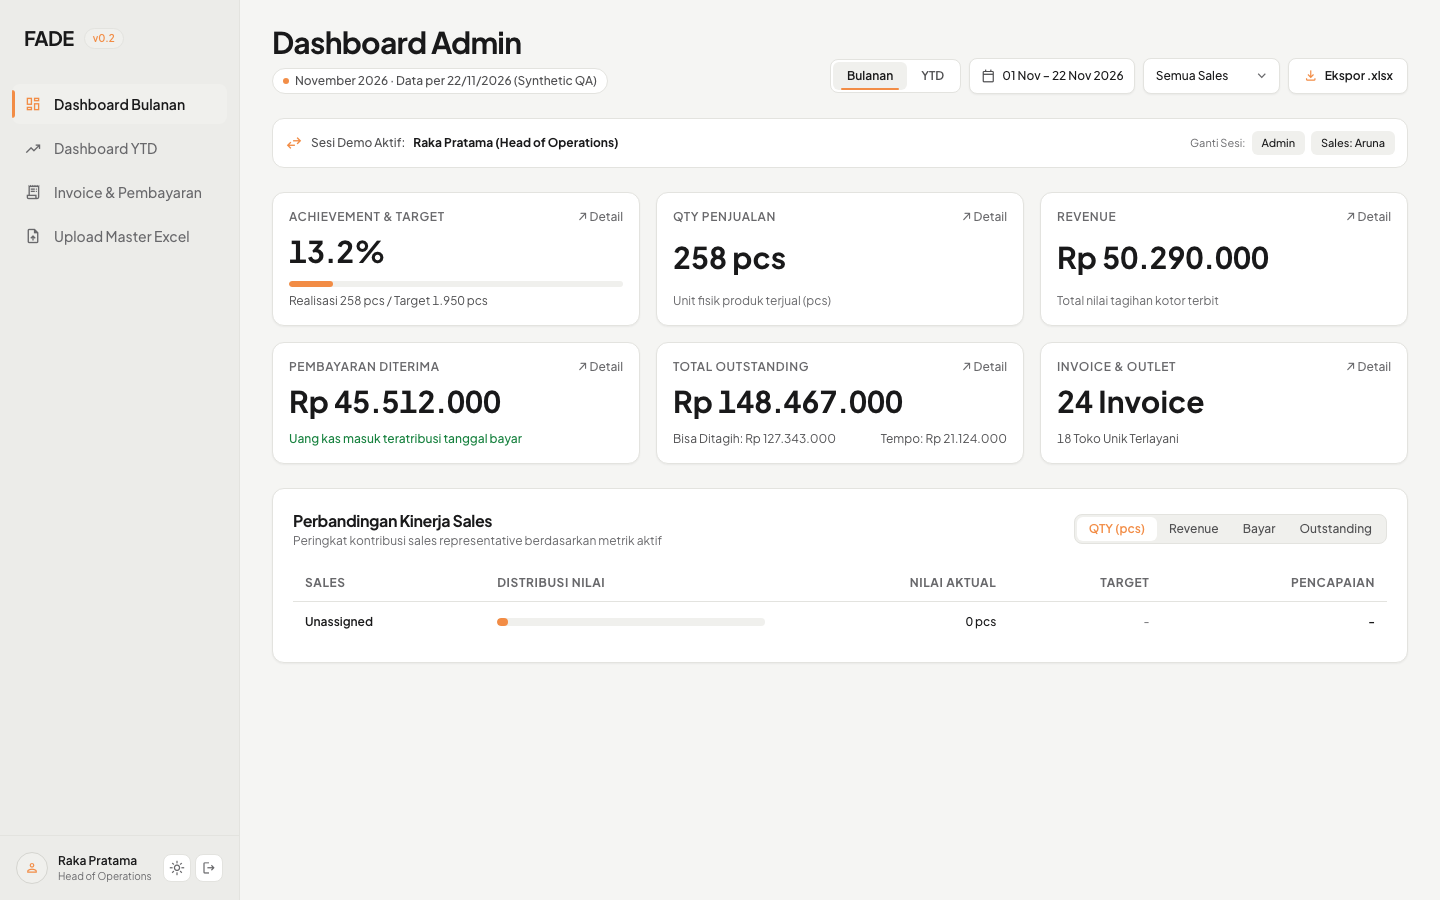 FADE v0.2
Dashboard Bulanan
Dashboard YTD
Invoice & Pembayaran
Upload Master Excel
Raka Pratama
Head of Operations
Dashboard Admin
November 2026 · Data per 22/11/2026 (Synthetic QA)
Bulanan YTD 01 Nov – 22 Nov 2026 Semua Sales Ekspor .xlsx
Sesi Demo Aktif: Raka Pratama (Head of Operations) Ganti Sesi: Admin Sales: Aruna
ACHIEVEMENT & TARGET Detail
13.2%
Realisasi 258 pcs / Target 1.950 pcs
QTY PENJUALAN Detail
258 pcs
Unit fisik produk terjual (pcs)
REVENUE Detail
Rp 50.290.000
Total nilai tagihan kotor terbit
PEMBAYARAN DITERIMA Detail
Rp 45.512.000
Uang kas masuk teratribusi tanggal bayar
TOTAL OUTSTANDING Detail
Rp 148.467.000
Bisa Ditagih: Rp 127.343.000 Tempo: Rp 21.124.000
INVOICE & OUTLET Detail
24 Invoice
18 Toko Unik Terlayani
Perbandingan Kinerja Sales
Peringkat kontribusi sales representative berdasarkan metrik aktif
QTY (pcs) Revenue Bayar Outstanding
SALES DISTRIBUSI NILAI NILAI AKTUAL TARGET PENCAPAIAN
Unassigned 0 pcs - -